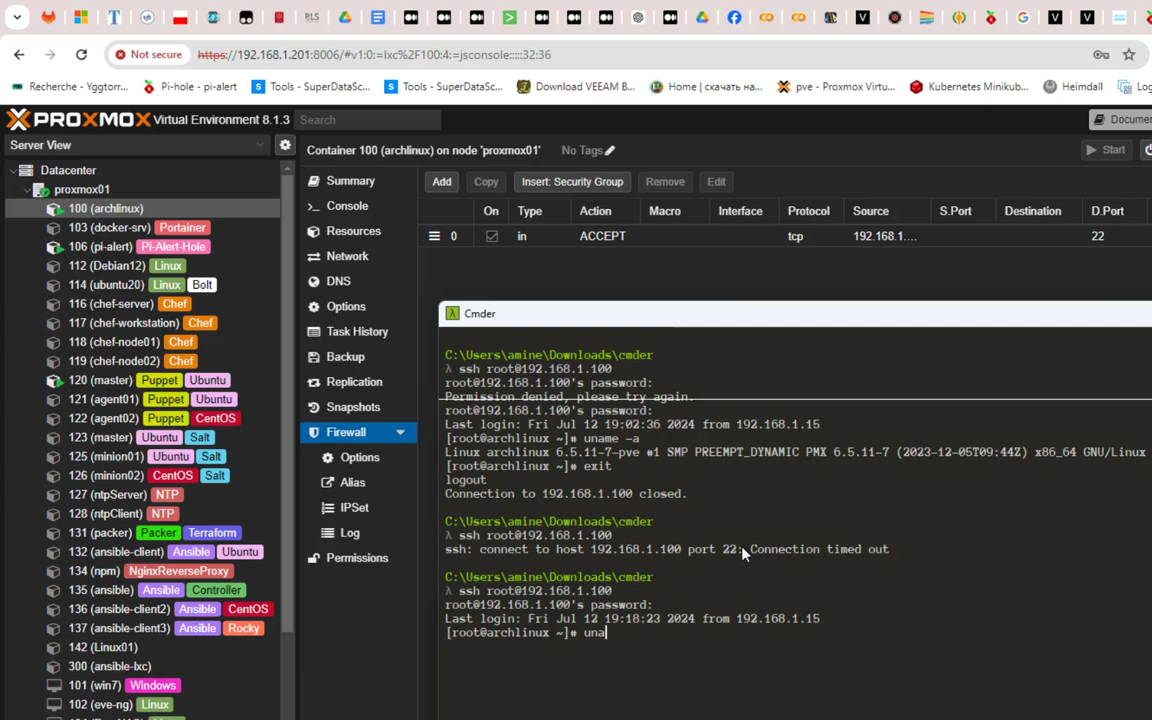 RLS
Not secure
https://192.168.1.201:8006/#v1:0:=lxc%2F100:4:=jsconsole:::::32:36
Recherche - Yggtorr...
Pi-hole - pi-alert
Tools - SuperDataSc...
Tools - SuperDataSc...
Download VEEAM B...
Home | скачать на...
pve - Proxmox Virtu...
Kubernetes Minikub...
Heimdall
Log
PROXMOX Virtual Environment 8.1.3
Search
Documen
Server View
Container 100 (archlinux) on node 'proxmox01'
No Tags
Start
Datacenter
proxmox01
100 (archlinux)
103 (docker-srv) Portainer
106 (pi-alert) Pi-Alert-Hole
112 (Debian12) Linux
114 (ubuntu20) Linux Bolt
116 (chef-server) Chef
117 (chef-workstation) Chef
118 (chef-node01) Chef
119 (chef-node02) Chef
120 (master) Puppet Ubuntu
121 (agent01) Puppet Ubuntu
122 (agent02) Puppet CentOS
123 (master) Ubuntu Salt
125 (minion01) Ubuntu Salt
126 (minion02) CentOS Salt
127 (ntpServer) NTP
128 (ntpClient) NTP
131 (packer) Packer Terraform
132 (ansible-client) Ansible Ubuntu
134 (npm) NginxReverseProxy
135 (ansible) Ansible Controller
136 (ansible-client2) Ansible CentOS
137 (ansible-client3) Ansible Rocky
142 (Linux01)
300 (ansible-lxc)
101 (win7) Windows
102 (eve-ng) Linux
Summary
Console
Resources
Network
DNS
Options
Task History
Backup
Replication
Snapshots
Firewall
Options
Alias
IPSet
Log
Permissions
Add Copy Insert: Security Group Remove Edit
On Type Action Macro Interface Protocol Source S.Port Destination D.Port
0 in ACCEPT tcp 192.168.1.... 22
Cmder
C:\Users\amine\Downloads\cmder
λ ssh root@192.168.1.100
root@192.168.1.100's password:
Permission denied, please try again.
root@192.168.1.100's password:
Last login: Fri Jul 12 19:02:36 2024 from 192.168.1.15
[root@archlinux ~]# uname -a
Linux archlinux 6.5.11-7-pve #1 SMP PREEMPT_DYNAMIC PMX 6.5.11-7 (2023-12-05T09:44Z) x86_64 GNU/Linux
[root@archlinux ~]# exit
logout
Connection to 192.168.1.100 closed.
C:\Users\amine\Downloads\cmder
λ ssh root@192.168.1.100
ssh: connect to host 192.168.1.100 port 22: Connection timed out
C:\Users\amine\Downloads\cmder
λ ssh root@192.168.1.100
root@192.168.1.100's password:
Last login: Fri Jul 12 19:18:23 2024 from 192.168.1.15
[root@archlinux ~]# una